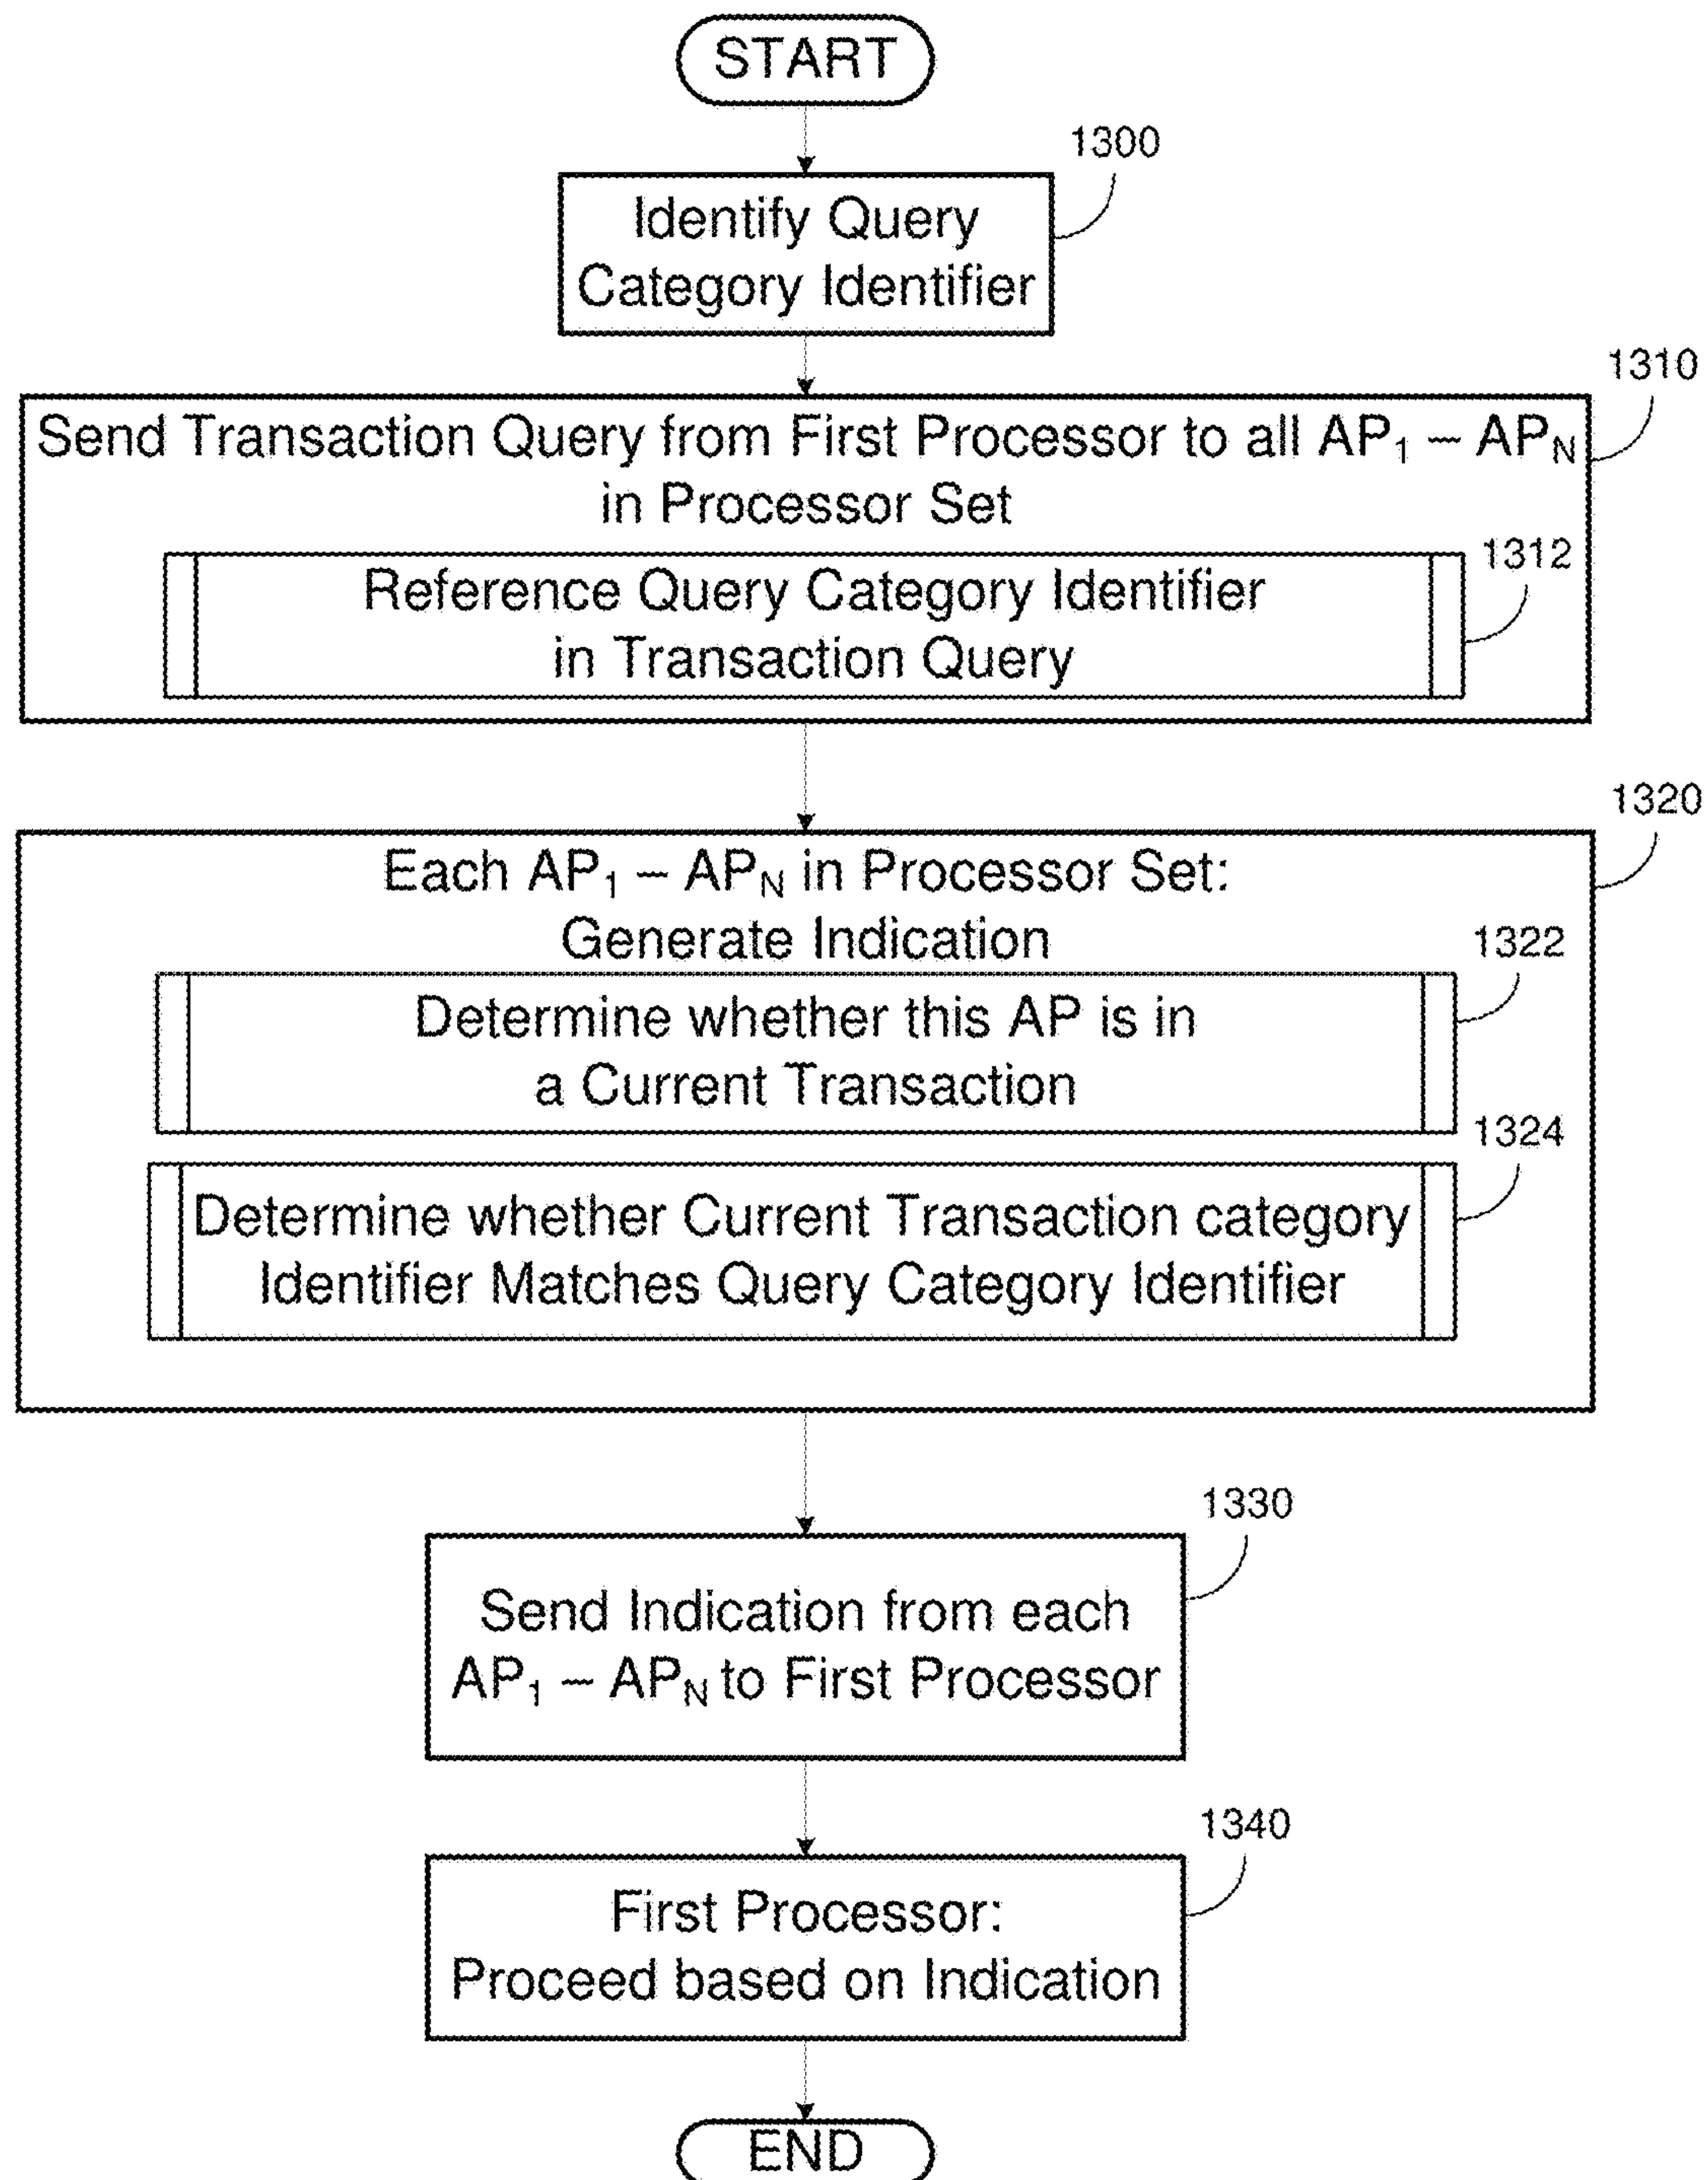 START
1300
Identify Query
Category Identifier
1310
Send Transaction Query from First Processor to all AP₁ – APN
in Processor Set
1312
Reference Query Category Identifier
in Transaction Query
1320
Each AP₁ – APN in Processor Set:
Generate Indication
1322
Determine whether this AP is in
a Current Transaction
1324
Determine whether Current Transaction category
Identifier Matches Query Category Identifier
1330
Send Indication from each
AP₁ – APN to First Processor
1340
First Processor:
Proceed based on Indication
END